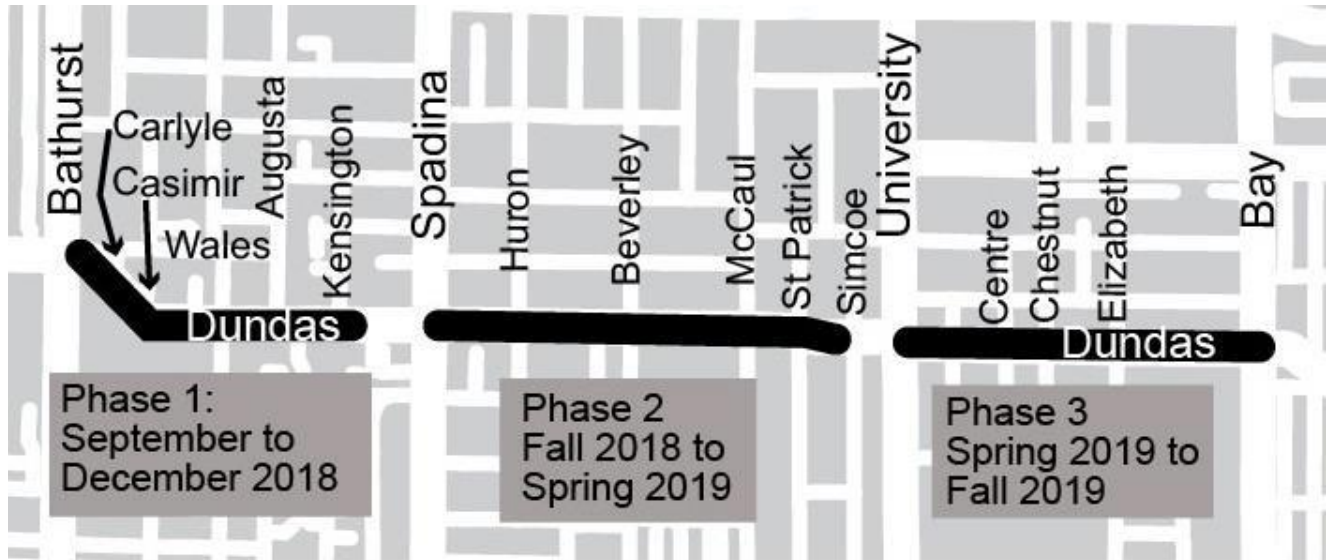 Bathurst
Carlyle
Casimir
Wales
Augusta
Kensington
Spadina
Huron
Beverley
McCaul
St Patrick
Simcoe
University
Centre
Chestnut
Elizabeth
Bay
Dundas
Dundas
Phase 1:
September to
December 2018
Phase 2
Fall 2018 to
Spring 2019
Phase 3
Spring 2019 to
Fall 2019